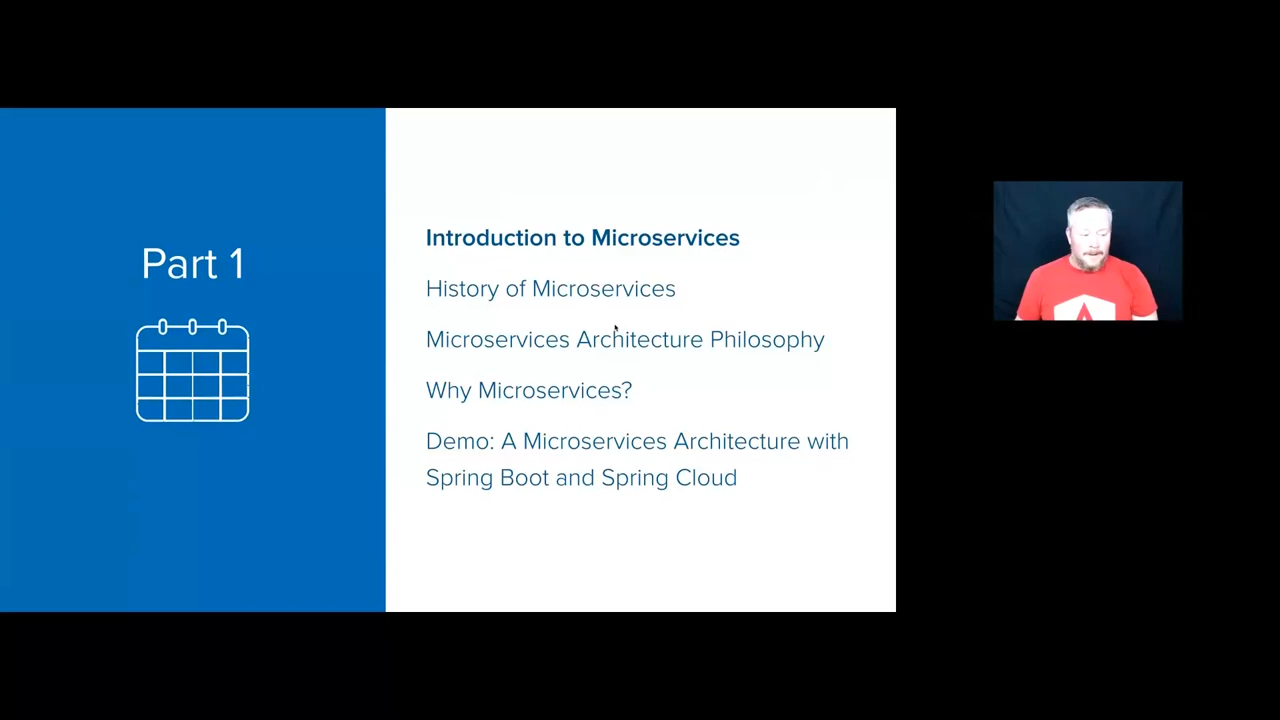 Part 1
Introduction to Microservices
History of Microservices
Microservices Architecture Philosophy
Why Microservices?
Demo: A Microservices Architecture with
Spring Boot and Spring Cloud